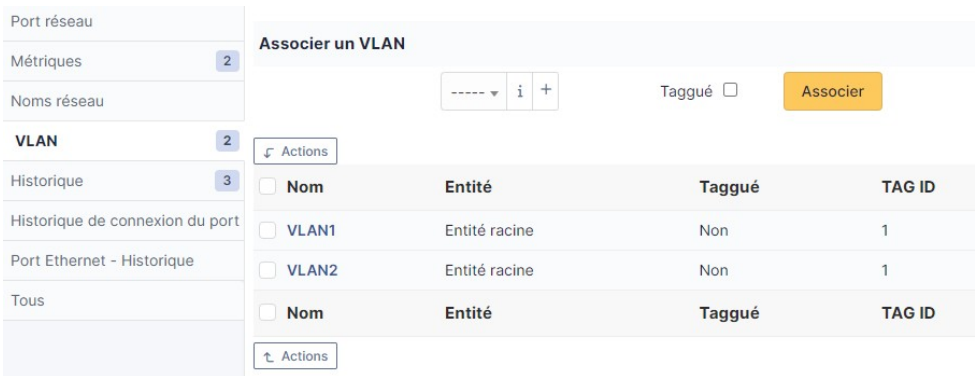 Port réseau
Métriques 2
Noms réseau
VLAN 2
Historique 3
Historique de connexion du port
Port Ethernet - Historique
Tous
Associer un VLAN
----- i + Taggué Associer
Actions
Nom Entité Taggué TAG ID
VLAN1 Entité racine Non 1
VLAN2 Entité racine Non 1
Nom Entité Taggué TAG ID
Actions